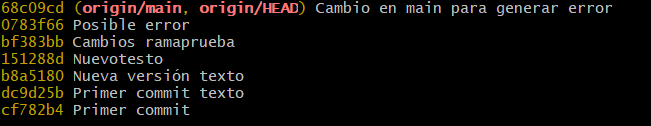 68c09cd (origin/main, origin/HEAD) Cambio en main para generar error
0783f66 Posible error
bf383bb Cambios ramaprueba
151288d Nuevotesto
b8a5180 Nueva versión texto
dc9d25b Primer commit texto
cf782b4 Primer commit